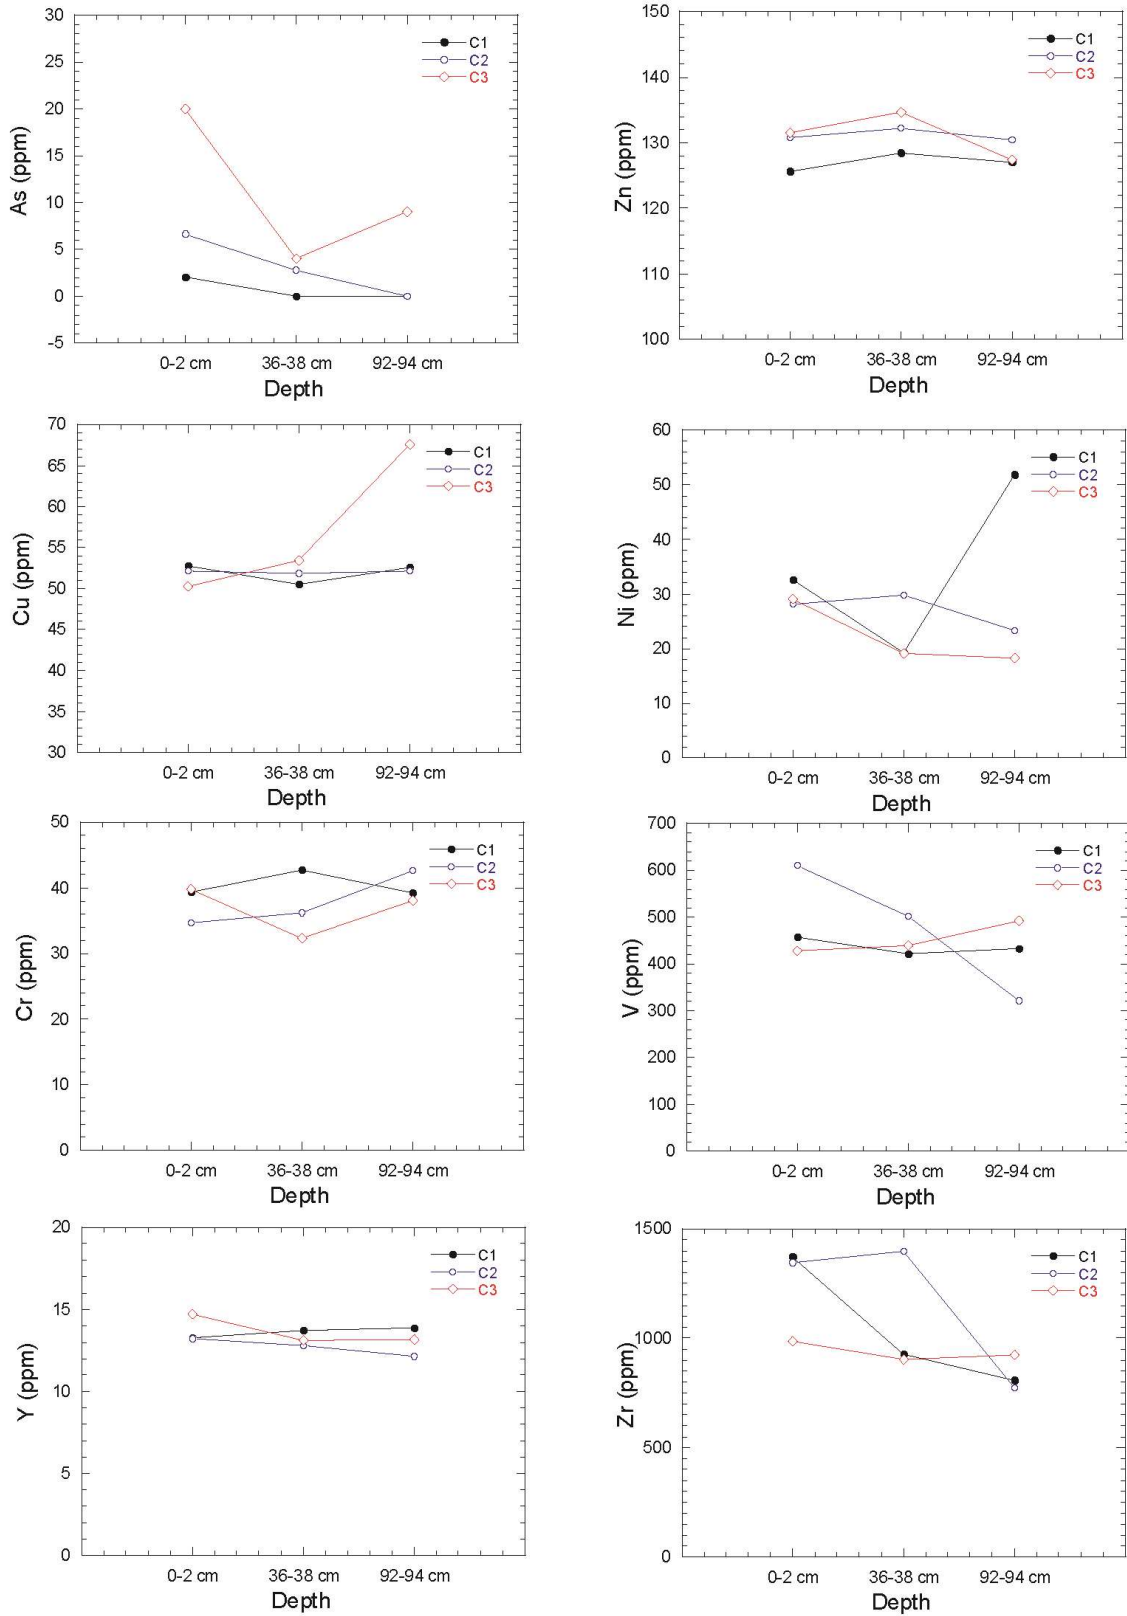 30
25
20
15
10
5
0
-5
As (ppm)
C1
C2
C3
0-2 cm 36-38 cm 92-94 cm
Depth
150
140
130
120
110
100
Zn (ppm)
C1
C2
C3
0-2 cm 36-38 cm 92-94 cm
Depth
70
65
60
55
50
45
40
35
30
Cu (ppm)
C1
C2
C3
0-2 cm 36-38 cm 92-94 cm
Depth
60
50
40
30
20
10
0
Ni (ppm)
C1
C2
C3
0-2 cm 36-38 cm 92-94 cm
Depth
50
40
30
20
10
0
Cr (ppm)
C1
C2
C3
0-2 cm 36-38 cm 92-94 cm
Depth
700
600
500
400
300
200
100
0
V (ppm)
C1
C2
C3
0-2 cm 36-38 cm 92-94 cm
Depth
20
15
10
5
0
Y (ppm)
C1
C2
C3
0-2 cm 36-38 cm 92-94 cm
Depth
1500
1000
500
0
Zr (ppm)
C1
C2
C3
0-2 cm 36-38 cm 92-94 cm
Depth